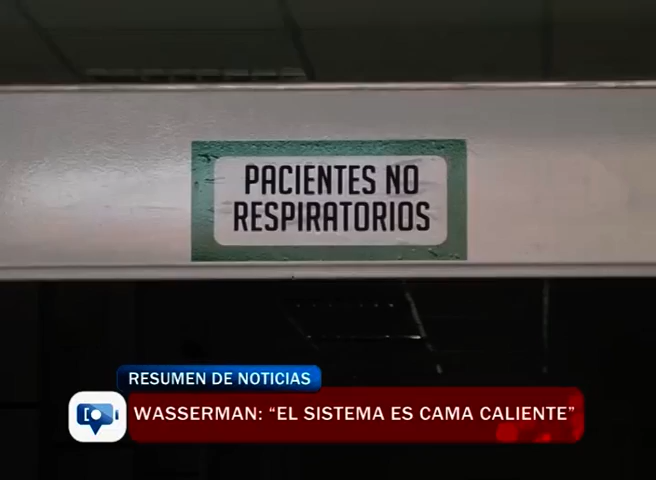 PACIENTES NO
RESPIRATORIOS
RESUMEN DE NOTICIAS
WASSERMAN: “EL SISTEMA ES CAMA CALIENTE”